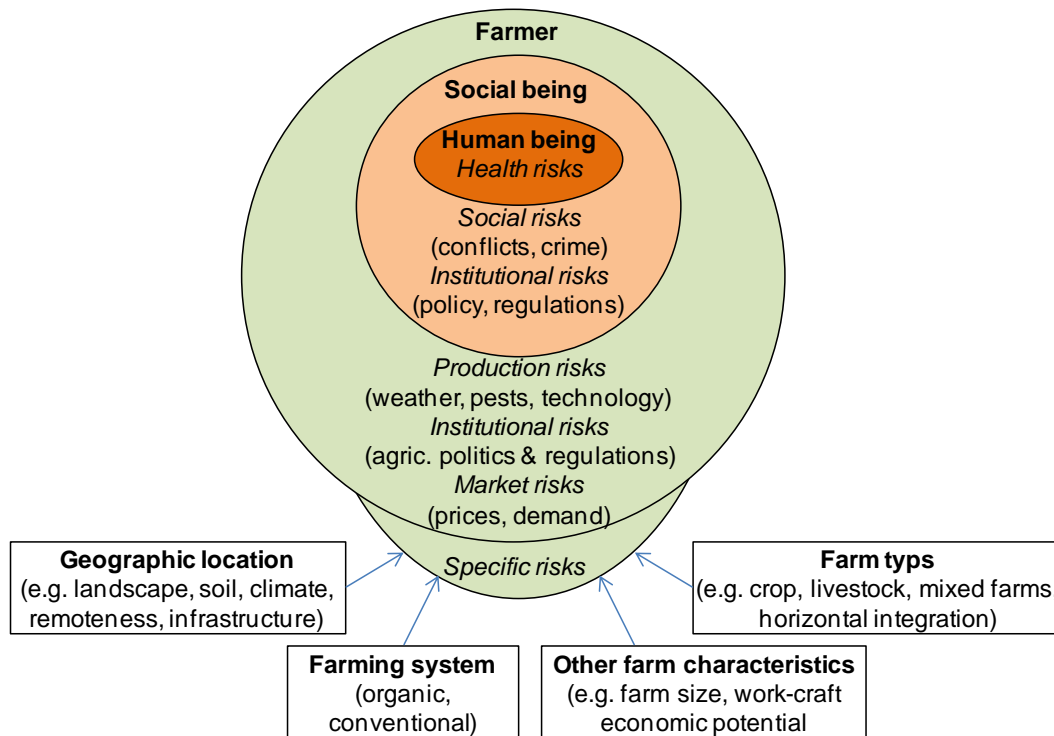 Farmer
Social being
Human being
Health risks
Social risks
(conflicts, crime)
Institutional risks
(policy, regulations)
Production risks
(weather, pests, technology)
Institutional risks
(agric. politics & regulations)
Market risks
(prices, demand)
Specific risks
Geographic location
(e.g. landscape, soil, climate,
remoteness, infrastructure)
Farming system
(organic,
conventional)
Other farm characteristics
(e.g. farm size, work-craft
economic potential
Farm typs
(e.g. crop, livestock, mixed farms,
horizontal integration)